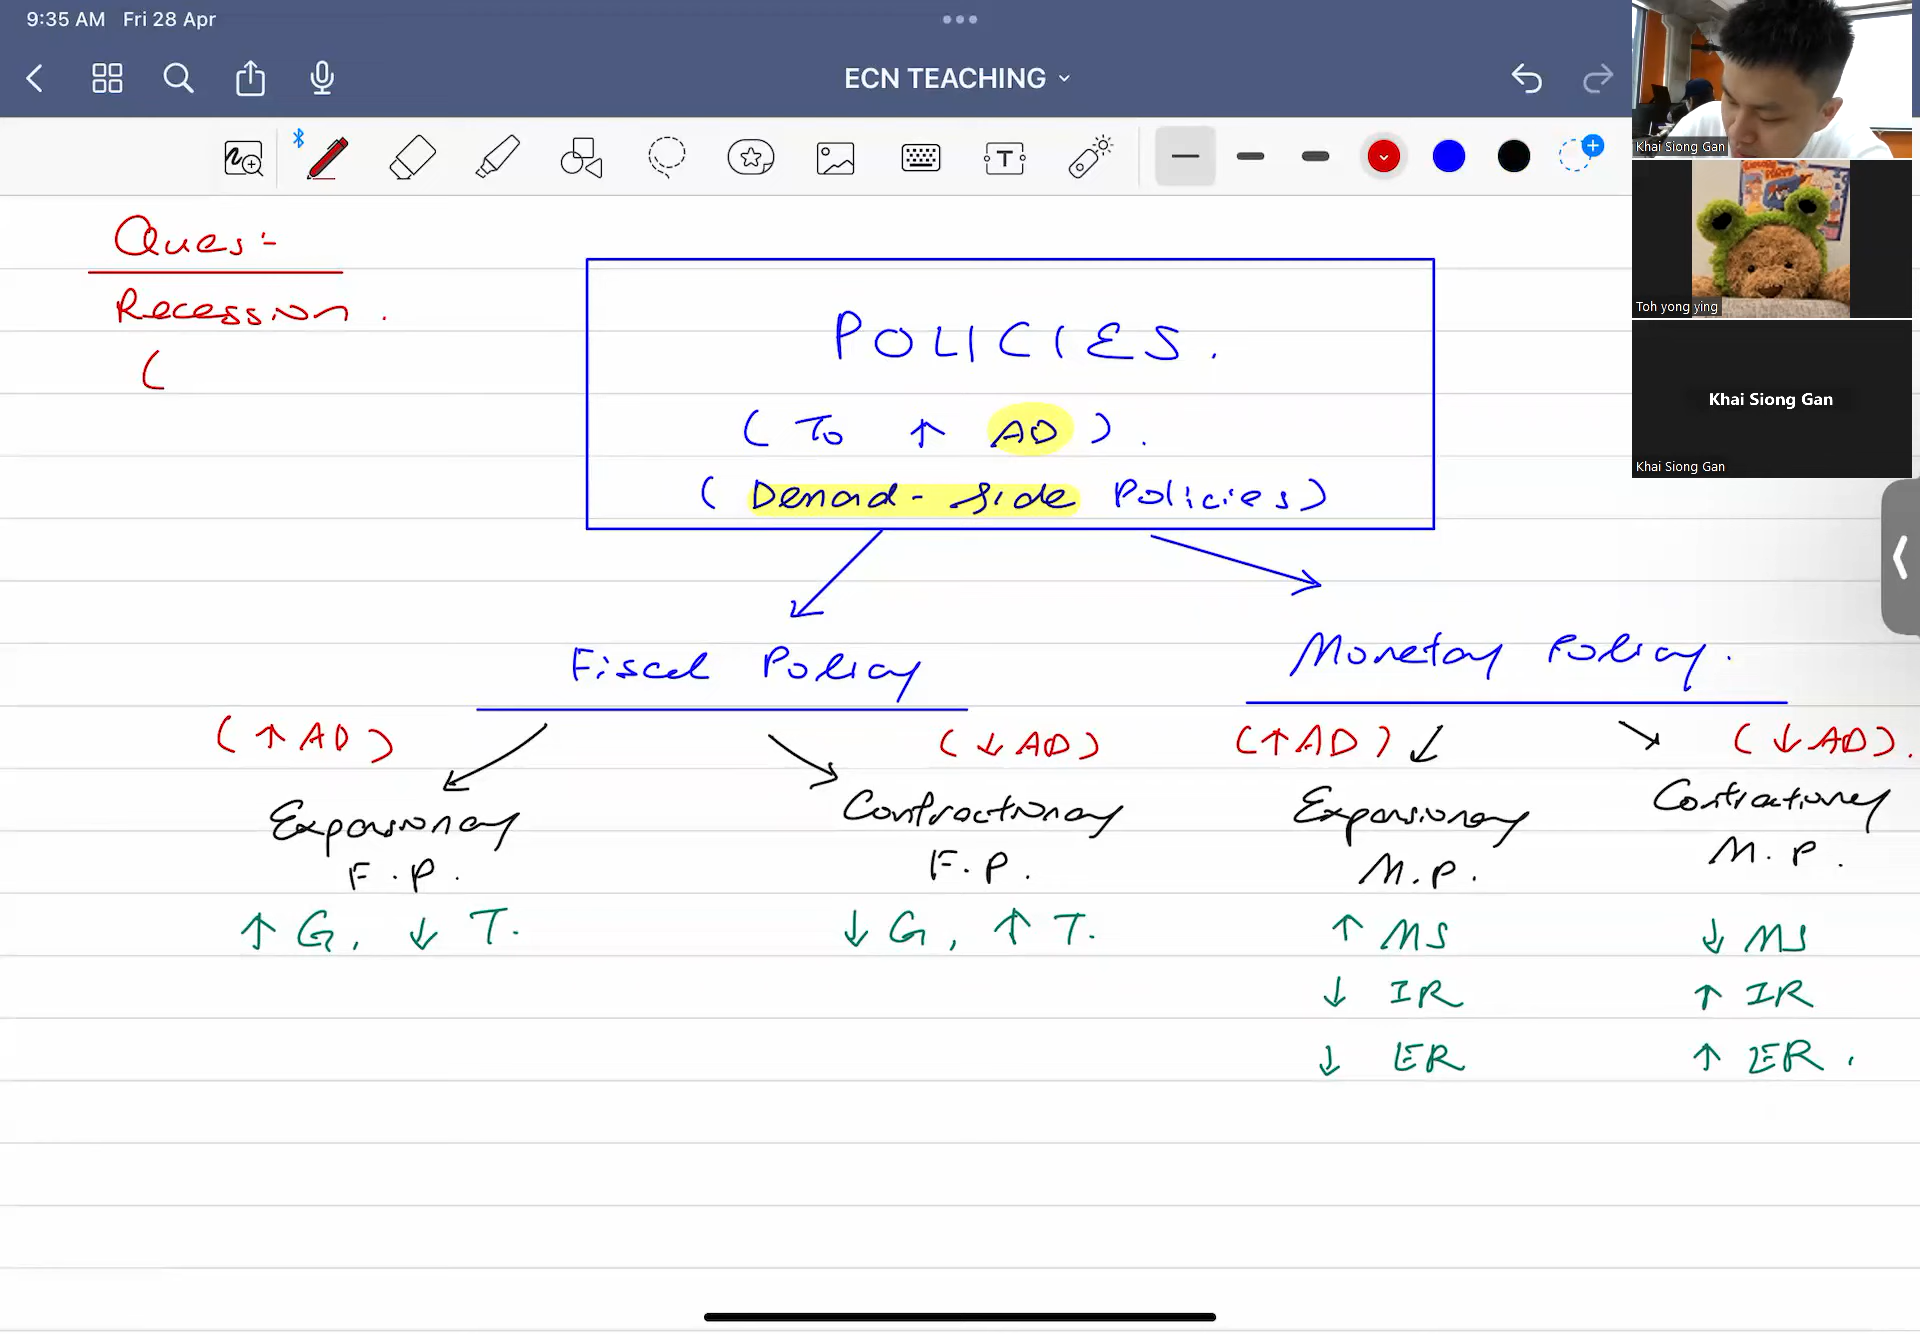 9:35 AM Fri 28 Apr
ECN TEACHING
Khai Siong Gan
Toh yong ying
Khai Siong Gan
Khai Siong Gan
Ques :-
Recession .
(
POLICIES .
( To ↑ AD ) .
( Demad - Side Policies )
Fiscal Policy
Monetary Policy .
( ↑ AD )
( ↓ AD )
( ↑ AD )
( ↓ AD ) .
Expansionary
F . P .
Contractionary
F . P .
Expansionary
M . P .
Contractionary
M . P .
↑ G , ↓ T .
↓ G , ↑ T .
↑ MS
↓ IR
↓ ER
↓ MS
↑ IR
↑ ER .